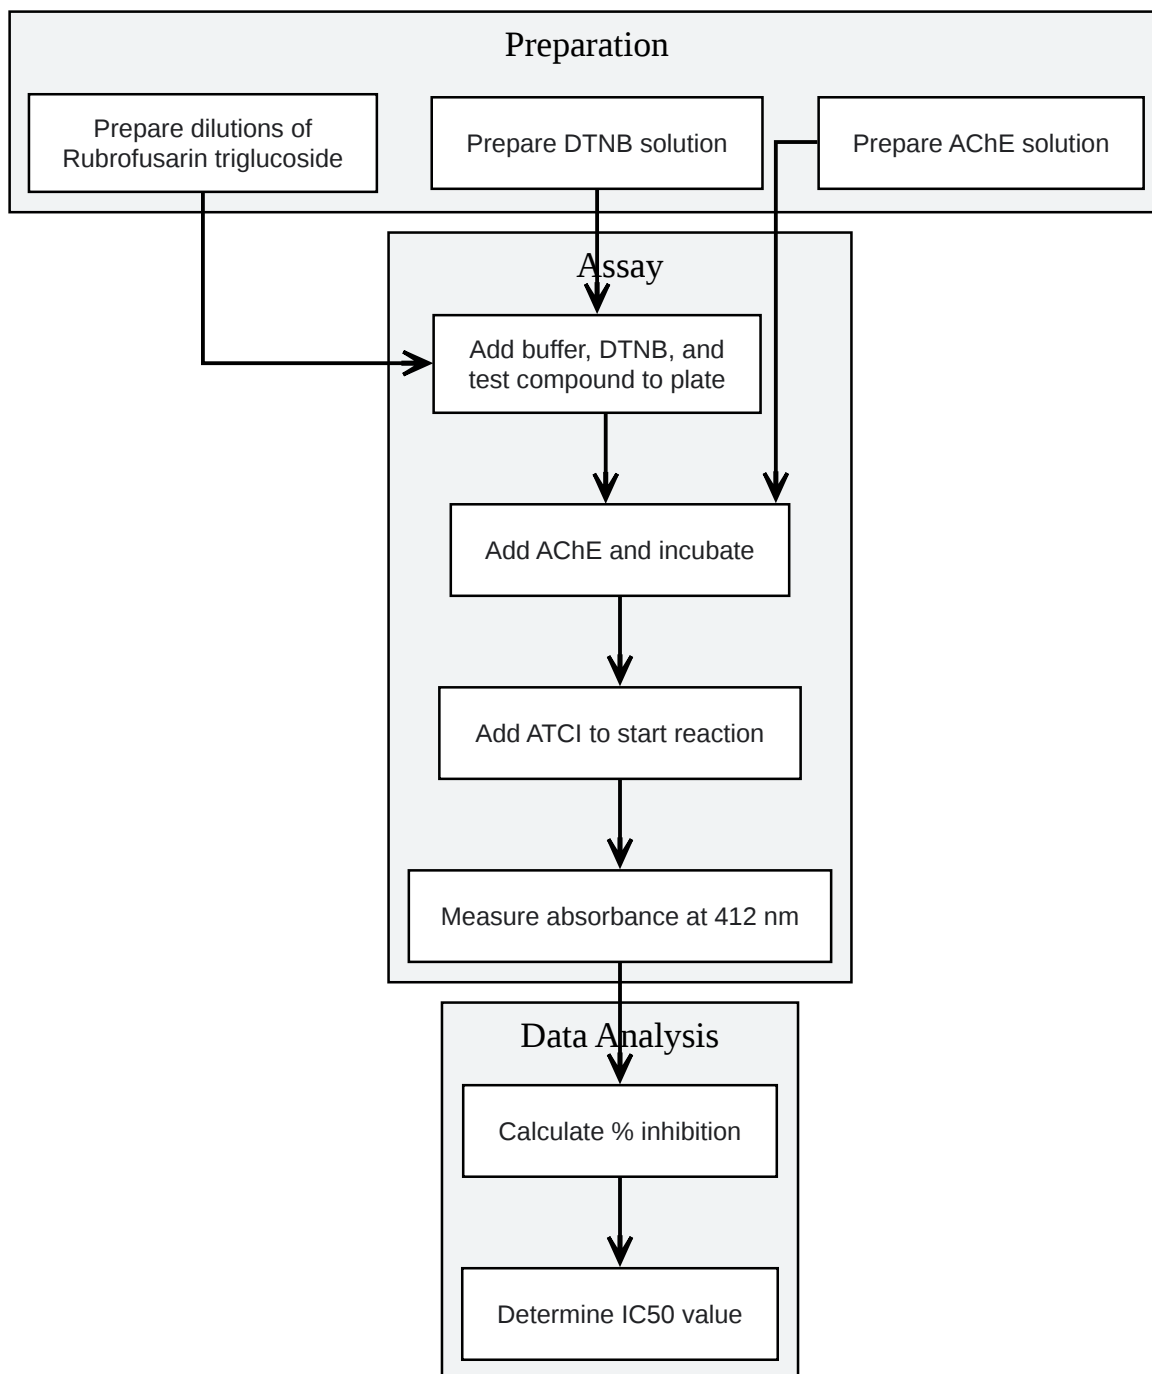 Preparation
Prepare dilutions of
Rubrofusarin triglucoside
Prepare DTNB solution
Prepare AChE solution
Assay
Add buffer, DTNB, and
test compound to plate
Add AChE and incubate
Add ATCI to start reaction
Measure absorbance at 412 nm
Data Analysis
Calculate % inhibition
Determine IC50 value